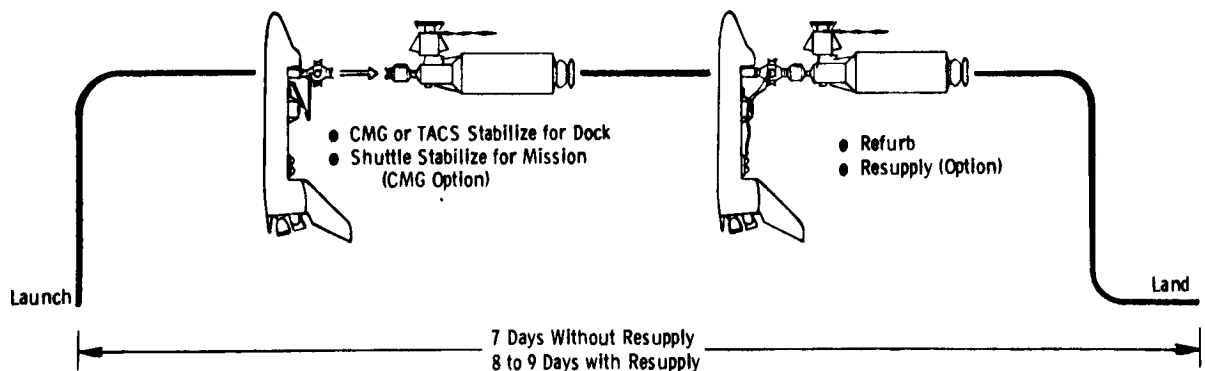 ● CMG or TACS Stabilize for Dock
● Shuttle Stabilize for Mission
(CMG Option)
● Refurb
● Resupply (Option)
Launch
Land
7 Days Without Resupply
8 to 9 Days with Resupply